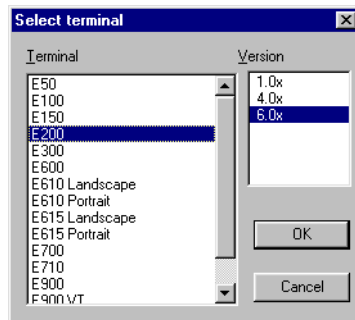 Select terminal
Terminal
Version
E50
E100
E150
E200
E300
E600
E610 Landscape
E610 Portrait
E615 Landscape
E615 Portrait
E700
E710
E900
E900 VT
1.0x
4.0x
6.0x
OK
Cancel